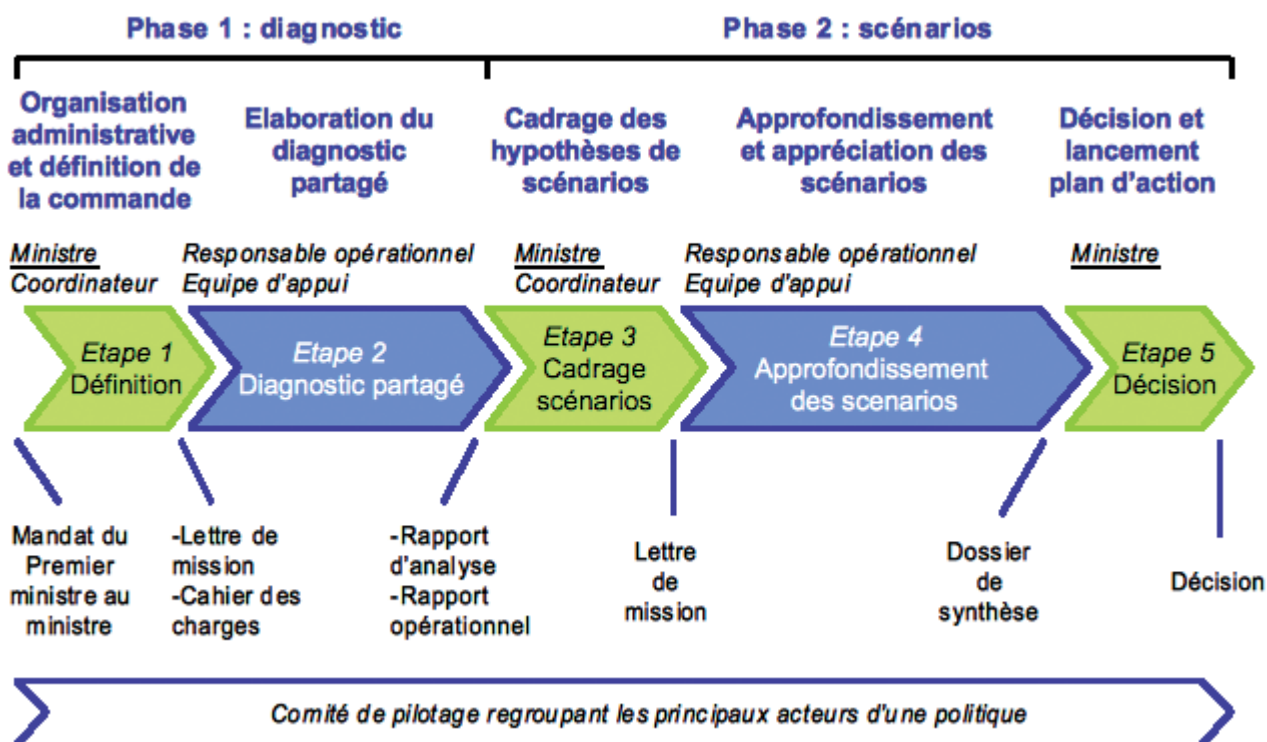 Phase 1 : diagnostic
Phase 2 : scénarios
Organisation
administrative
et définition de
la commande
Elaboration du
diagnostic
partagé
Cadrage des
hypothèses de
scénarios
Approfondissement
et appréciation des
scénarios
Décision et
lancement
plan d'action
Ministre
Coordinateur
Responsable opérationnel
Equipe d'appui
Ministre
Coordinateur
Responsable opérationnel
Equipe d'appui
Ministre
Etape 1
Définition
Etape 2
Diagnostic partagé
Etape 3
Cadrage
scénarios
Etape 4
Approfondissement
des scenarios
Etape 5
Décision
Mandat du
Premier
ministre au
ministre
-Lettre de
mission
-Cahier des
charges
-Rapport
d'analyse
-Rapport
opérationnel
Lettre
de
mission
Dossier
de
synthèse
Décision
Comité de pilotage regroupant les principaux acteurs d'une politique